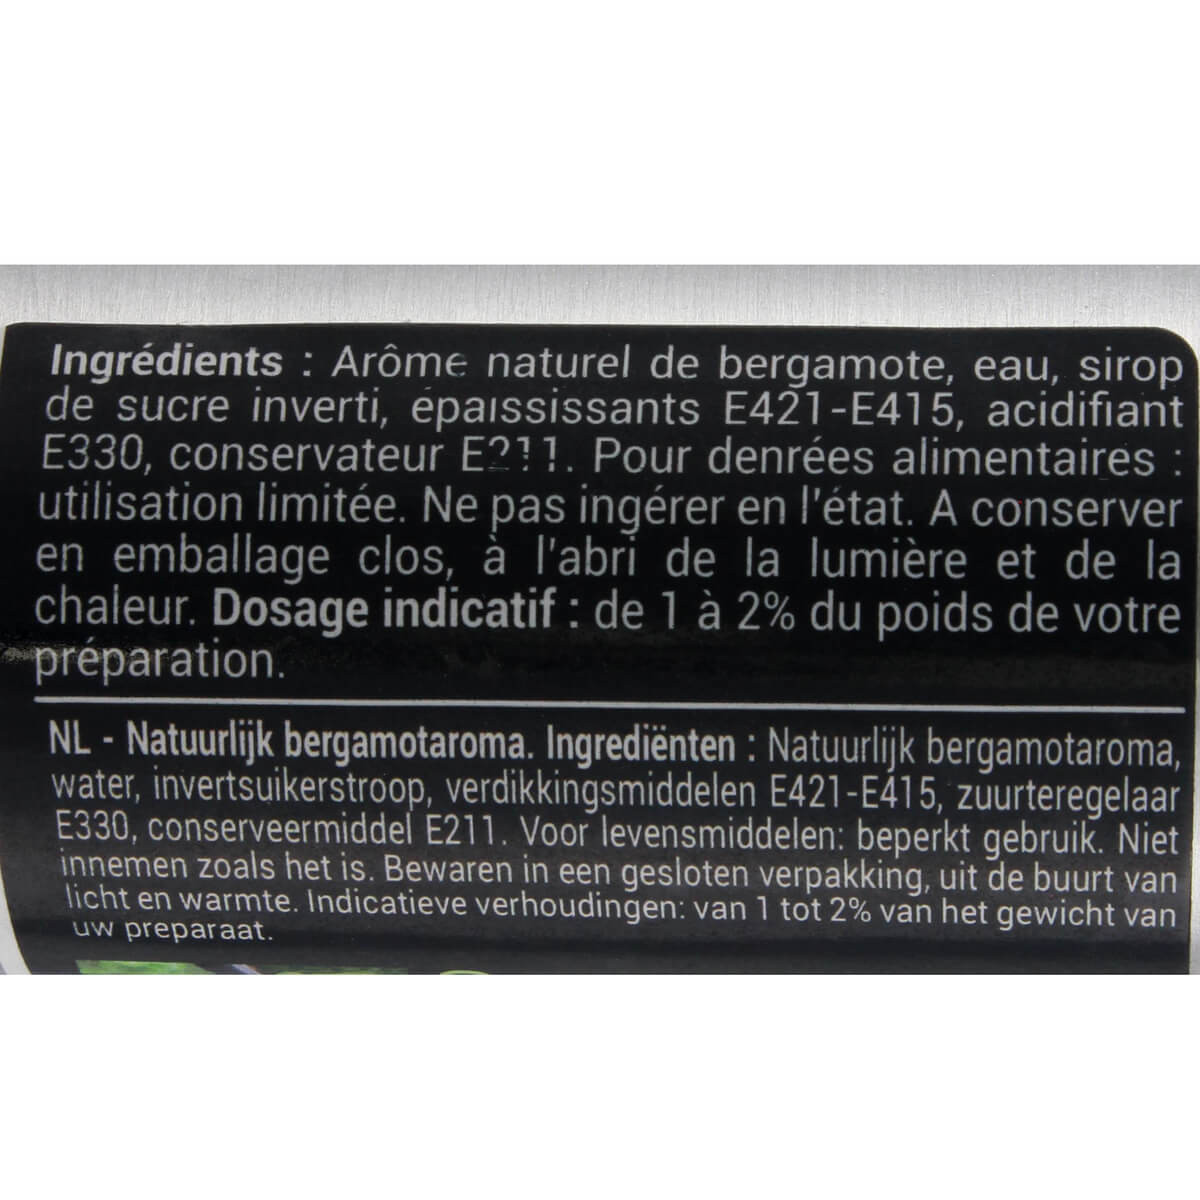 Ingrédients : Arôme naturel de bergamote, eau, sirop
de sucre inverti, épaississants E421-E415, acidifiant
E330, conservateur E211. Pour denrées alimentaires :
utilisation limitée. Ne pas ingérer en l'état. A conserver
en emballage clos, à l'abri de la lumière et de la
chaleur. Dosage indicatif : de 1 à 2% du poids de votre
préparation.
NL - Natuurlijk bergamotaroma. Ingrediënten : Natuurlijk bergamotaroma,
water, invertsuikerstroop, verdikkingsmiddelen E421-E415, zuurteregelaar
E330, conserveermiddel E211. Voor levensmiddelen: beperkt gebruik. Niet
innemen zoals het is. Bewaren in een gesloten verpakking, uit de buurt van
licht en warmte. Indicatieve verhoudingen: van 1 tot 2% van het gewicht van
uw preparaat.